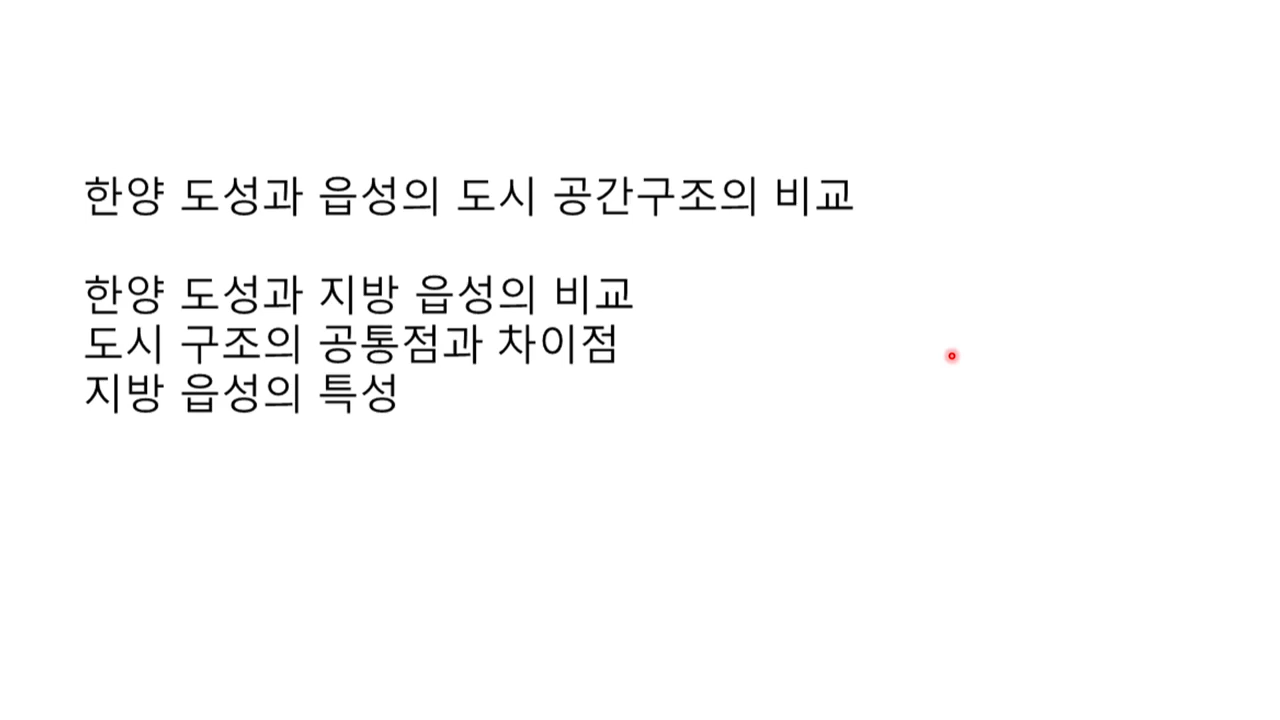 한양 도성과 읍성의 도시 공간구조의 비교
한양 도성과 지방 읍성의 비교
도시 구조의 공통점과 차이점
지방 읍성의 특성